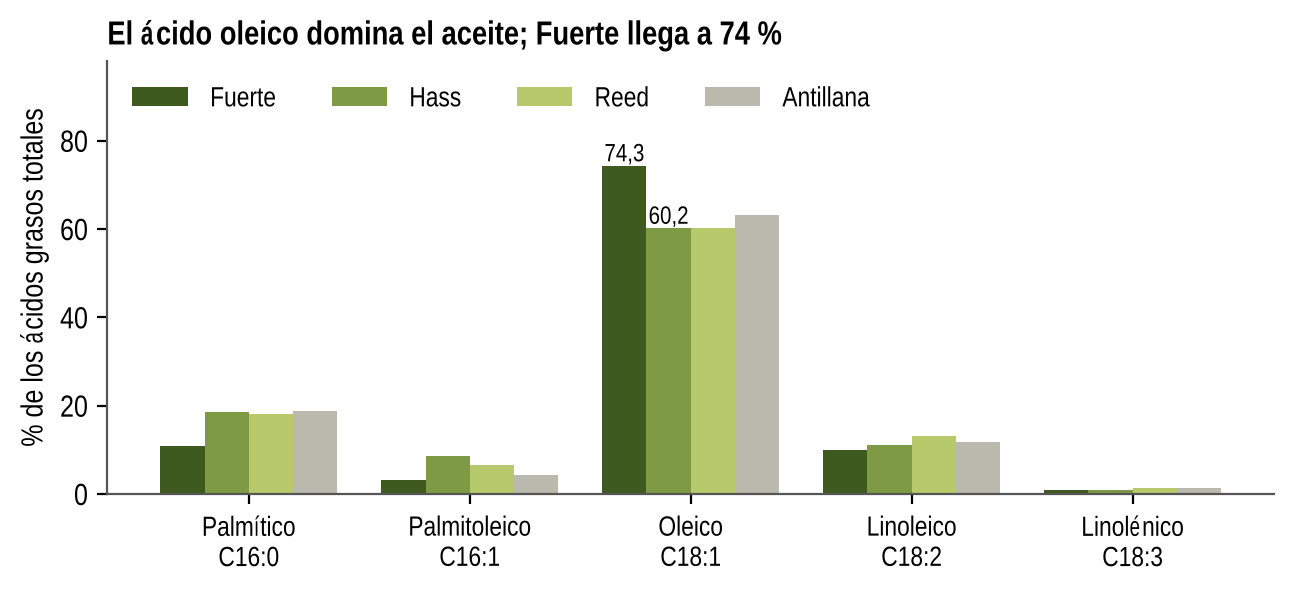 El ácido oleico domina el aceite; Fuerte llega a 74 %
Fuerte Hass Reed Antillana
% de los ácidos grasos totales
80
60
40
20
0
74,3
60,2
Palmítico
C16:0
Palmitoleico
C16:1
Oleico
C18:1
Linoleico
C18:2
Linolénico
C18:3